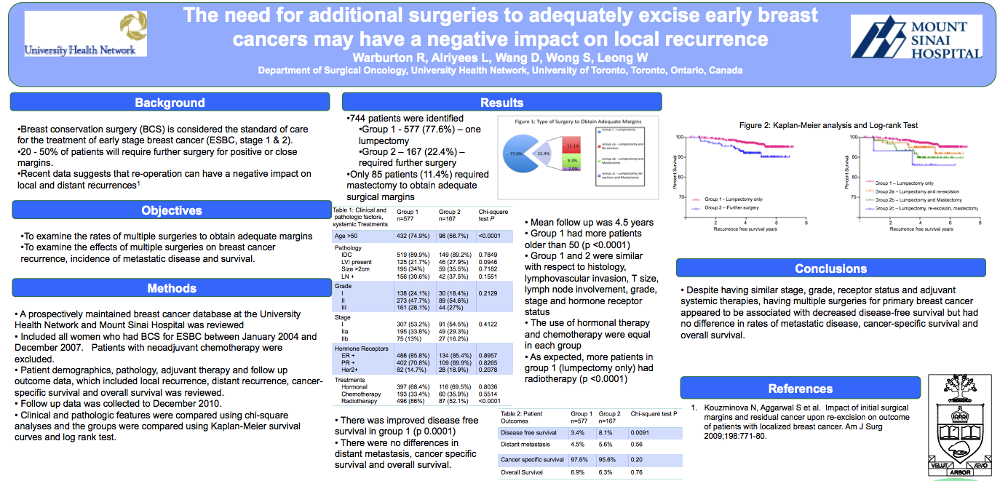 The need for additional surgeries to adequately excise early breast
cancers may have a negative impact on local recurrence
Warburton R, Alriyees L, Wang D, Wong S, Leong W
Department of Surgical Oncology, University Health Network, University of Toronto, Toronto, Ontario, Canada
University Health Network
MOUNT
SINAI
HOSPITAL
Background
•Breast conservation surgery (BCS) is considered the standard of care
for the treatment of early stage breast cancer (ESBC, stage 1 & 2).
•20 - 50% of patients will require further surgery for positive or close
margins.
•Recent data suggests that re-operation can have a negative impact on
local and distant recurrences1
Objectives
•To examine the rates of multiple surgeries to obtain adequate margins
•To examine the effects of multiple surgeries on breast cancer
recurrence, incidence of metastatic disease and survival.
Methods
• A prospectively maintained breast cancer database at the University
Health Network and Mount Sinai Hospital was reviewed
• Included all women who had BCS for ESBC between January 2004 and
December 2007. Patients with neoadjuvant chemotherapy were
excluded.
• Patient demographics, pathology, adjuvant therapy and follow up
outcome data, which included local recurrence, distant recurrence, cancer-
specific survival and overall survival was reviewed.
• Follow up data was collected to December 2010.
• Clinical and pathologic features were compared using chi-square
analyses and the groups were compared using Kaplan-Meier survival
curves and log rank test.
Results
•744 patients were identified
•Group 1 - 577 (77.6%) – one
lumpectomy
•Group 2 – 167 (22.4%) –
required further surgery
•Only 85 patients (11.4%) required
mastectomy to obtain adequate
surgical margins
Figure 1: Type of Surgery to Obtain Adequate Margins
77.6%
22.4%
11.1%
9.3%
2.0%
Group 1 - Lumpectomy
Group 2a - Lumpectomy and
Re-excision
Group 2b - Lumpectomy and
Mastectomy
Group 2c - Lumpectomy, Re-
excision and Mastectomy
Table 1: Clinical and pathologic factors, systemic Treatments Group 1 n=577 Group 2 n=167 Chi-square test P
Age >50 432 (74.9%) 98 (58.7%) <0.0001
Pathology
IDC 519 (89.9%) 149 (89.2%) 0.7849
LVI present 125 (21.7%) 46 (27.9%) 0.0946
Size >2cm 195 (34%) 59 (35.5%) 0.7182
LN + 156 (30.6%) 42 (37.5%) 0.1551
Grade
I 138 (24.1%) 30 (18.4%) 0.2129
II 273 (47.7%) 89 (54.6%)
III 161 (28.1%) 44 (27%)
Stage
I 307 (53.2%) 91 (54.5%) 0.4122
IIa 195 (33.8%) 49 (29.3%)
IIb 75 (13%) 27 (16.2%)
Hormone Receptors
ER + 488 (85.8%) 134 (85.4%) 0.8957
PR + 402 (70.8%) 109 (69.9%) 0.8265
Her2+ 82 (14.7%) 28 (18.9%) 0.2078
Treatments
Hormonal 397 (68.4%) 116 (69.5%) 0.8036
Chemotherapy 193 (33.4%) 60 (35.9%) 0.5514
Radiotherapy 496 (86%) 87 (52.1%) <0.0001
• Mean follow up was 4.5 years
• Group 1 had more patients
older than 50 (p <0.0001)
• Group 1 and 2 were similar
with respect to histology,
lymphovascular invasion, T size,
lymph node involvement, grade,
stage and hormone receptor
status
• The use of hormonal therapy
and chemotherapy were equal
in each group
• As expected, more patients in
group 1 (lumpectomy only) had
radiotherapy (p <0.0001)
• There was improved disease free
survival in group 1 (p 0.0001)
• There were no differences in
distant metastasis, cancer specific
survival and overall survival.
Table 2: Patient Outcomes Group 1 n=577 Group 2 n=167 Chi-square test P
Disease free survival 3.4% 8.1% 0.0091
Distant metastasis 4.5% 5.6% 0.56
Cancer specific survival 97.6% 95.6% 0.20
Overall Survival 6.9% 6.3% 0.76
Figure 2: Kaplan-Meier analysis and Log-rank Test
100
90
80
70
Percent Survival
Group 1 - Lumpectomy only
Group 2 – Further surgery
2 4 6 8
Recurrence free survival years
100
90
80
70
Percent Survival
Group 1 – Lumpectomy only
Group 2a – Lumpectomy and re-excision
Group 2b – Lumpectomy and Mastectomy
Group 2c – Lumpectomy, re-excision, mastectomy
2 4 6 8
Recurrence free survival years
Conclusions
• Despite having similar stage, grade, receptor status and adjuvant
systemic therapies, having multiple surgeries for primary breast cancer
appeared to be associated with decreased disease-free survival but had
no difference in rates of metastatic disease, cancer-specific survival and
overall survival.
References
1. Kouzminova N, Aggarwal S et al. Impact of initial surgical
margins and residual cancer upon re-excision on outcome
of patients with localized breast cancer. Am J Surg
2009;198:771-80.
VELUT ÆVO
ARBOR